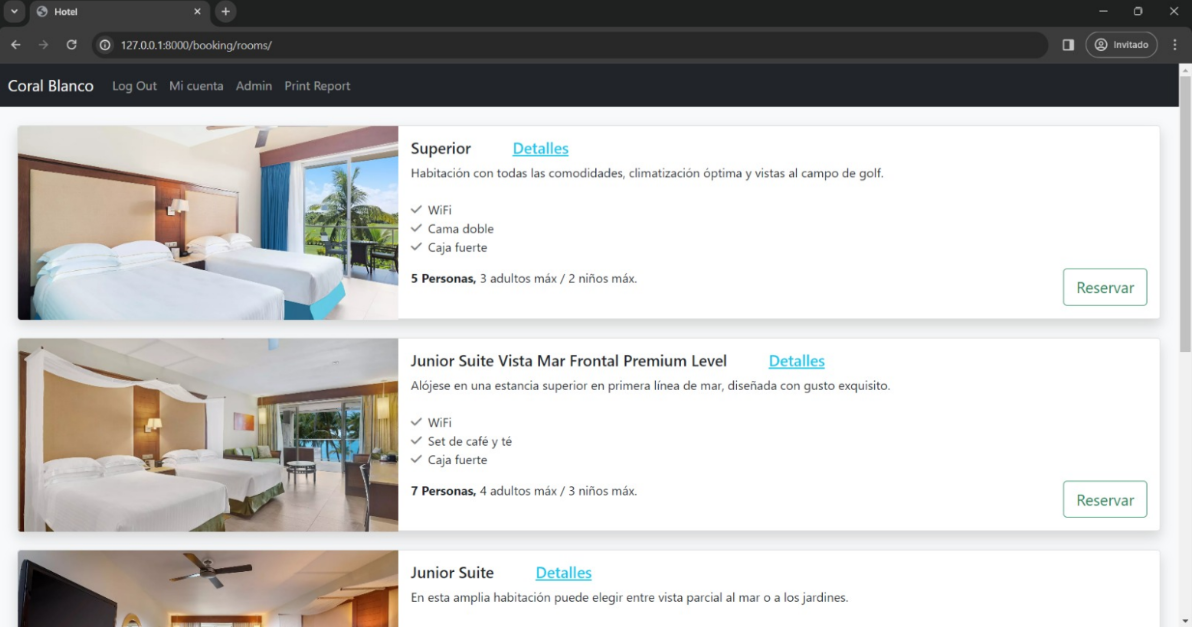 Hotel
127.0.0.1:8000/booking/rooms/
Invitado
Coral Blanco Log Out Mi cuenta Admin Print Report
Superior Detalles
Habitación con todas las comodidades, climatización óptima y vistas al campo de golf.
WiFi
Cama doble
Caja fuerte
5 Personas, 3 adultos máx / 2 niños máx.
Reservar
Junior Suite Vista Mar Frontal Premium Level Detalles
Alójese en una estancia superior en primera línea de mar, diseñada con gusto exquisito.
WiFi
Set de café y té
Caja fuerte
7 Personas, 4 adultos máx / 3 niños máx.
Reservar
Junior Suite Detalles
En esta amplia habitación puede elegir entre vista parcial al mar o a los jardines.